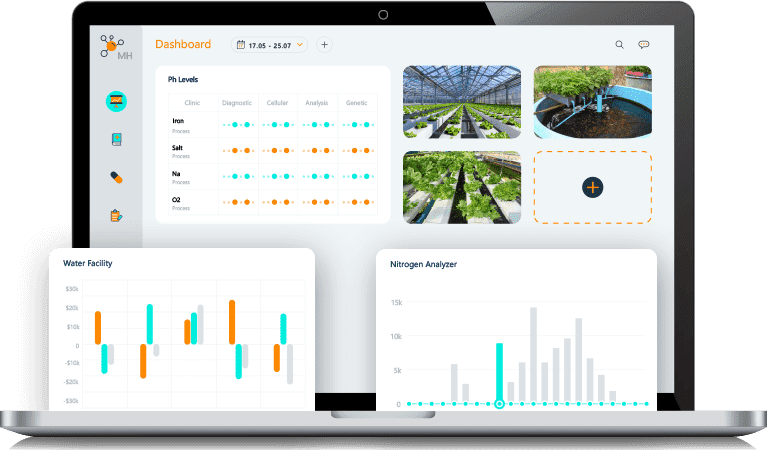 MH
Dashboard
17.05 - 25.07
Ph Levels
Clinic Diagnostic Cellular Analysis Genetic
Iron
Process
Salt
Process
Na
Process
O2
Process
Water Facility
$30k
$20k
$10k
0
-$10k
-$20k
-$30k
Nitrogen Analyzer
15k
10k
5k
0